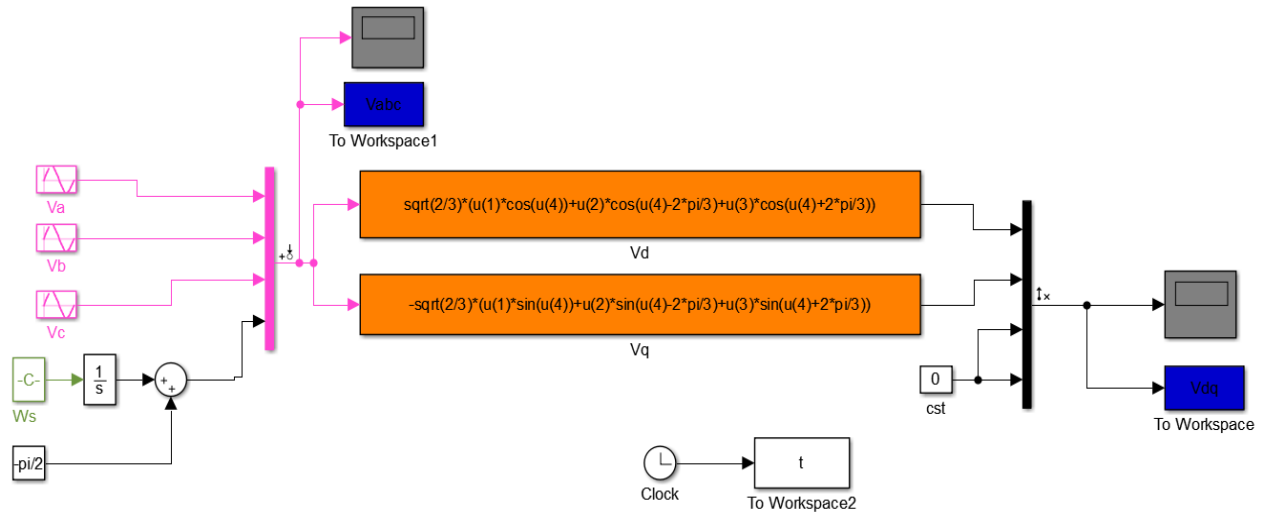 Vabc
To Workspace1
Va
Vb
Vc
sqrt(2/3)*(u(1)*cos(u(4))+u(2)*cos(u(4)-2*pi/3)+u(3)*cos(u(4)+2*pi/3))
Vd
-sqrt(2/3)*(u(1)*sin(u(4))+u(2)*sin(u(4)-2*pi/3)+u(3)*sin(u(4)+2*pi/3))
Vq
-C-
Ws
1
s
+
+
-pi/2
0
cst
Vdq
To Workspace
Clock
t
To Workspace2